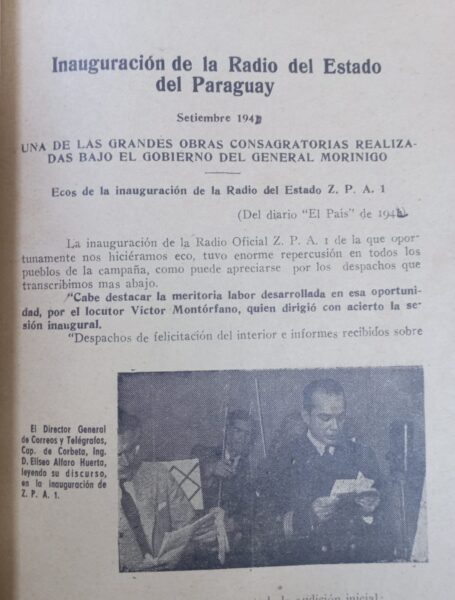 Inauguración de la Radio del Estado
del Paraguay
Setiembre 194
UNA DE LAS GRANDES OBRAS CONSAGRATORIAS REALIZA-
DAS BAJO EL GOBIERNO DEL GENERAL MORINIGO
Ecos de la inauguración de la Radio del Estado Z. P. A. 1
(Del diario "El País" de 194
La inauguración de la Radio Oficial Z. P. A. 1 de la que opor-
tunamente nos hiciéramos eco, tuvo enorme repercusión en todos los
pueblos de la campaña, como puede apreciarse por los despachos que
transcribimos mas abajo.
"Cabe destacar la meritoria labor desarrollada en esa oportuni-
dad, por el locutor Víctor Montórfano, quien dirigió con acierto la se-
sión inaugural.
"Despachos de felicitación del interior e informes recibidos sobre
El Director General
de Correos y Telégrafos,
Cap. de Corbeta, Ing.
D. Eliseo Alfaro Huerta,
leyendo su discurso,
en la inauguración de
Z. P. A. 1.
la audición inicial: